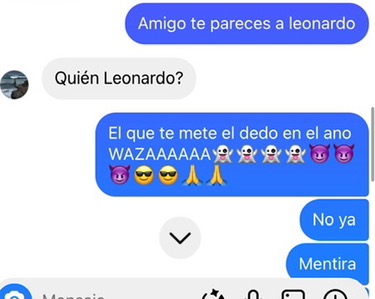 Amigo te pareces a leonardo
Quién Leonardo?
El que te mete el dedo en el ano
WAZAAAAAA👻👻👻👻😈😈
😈😎😎🙏🙏
No ya
Mentira